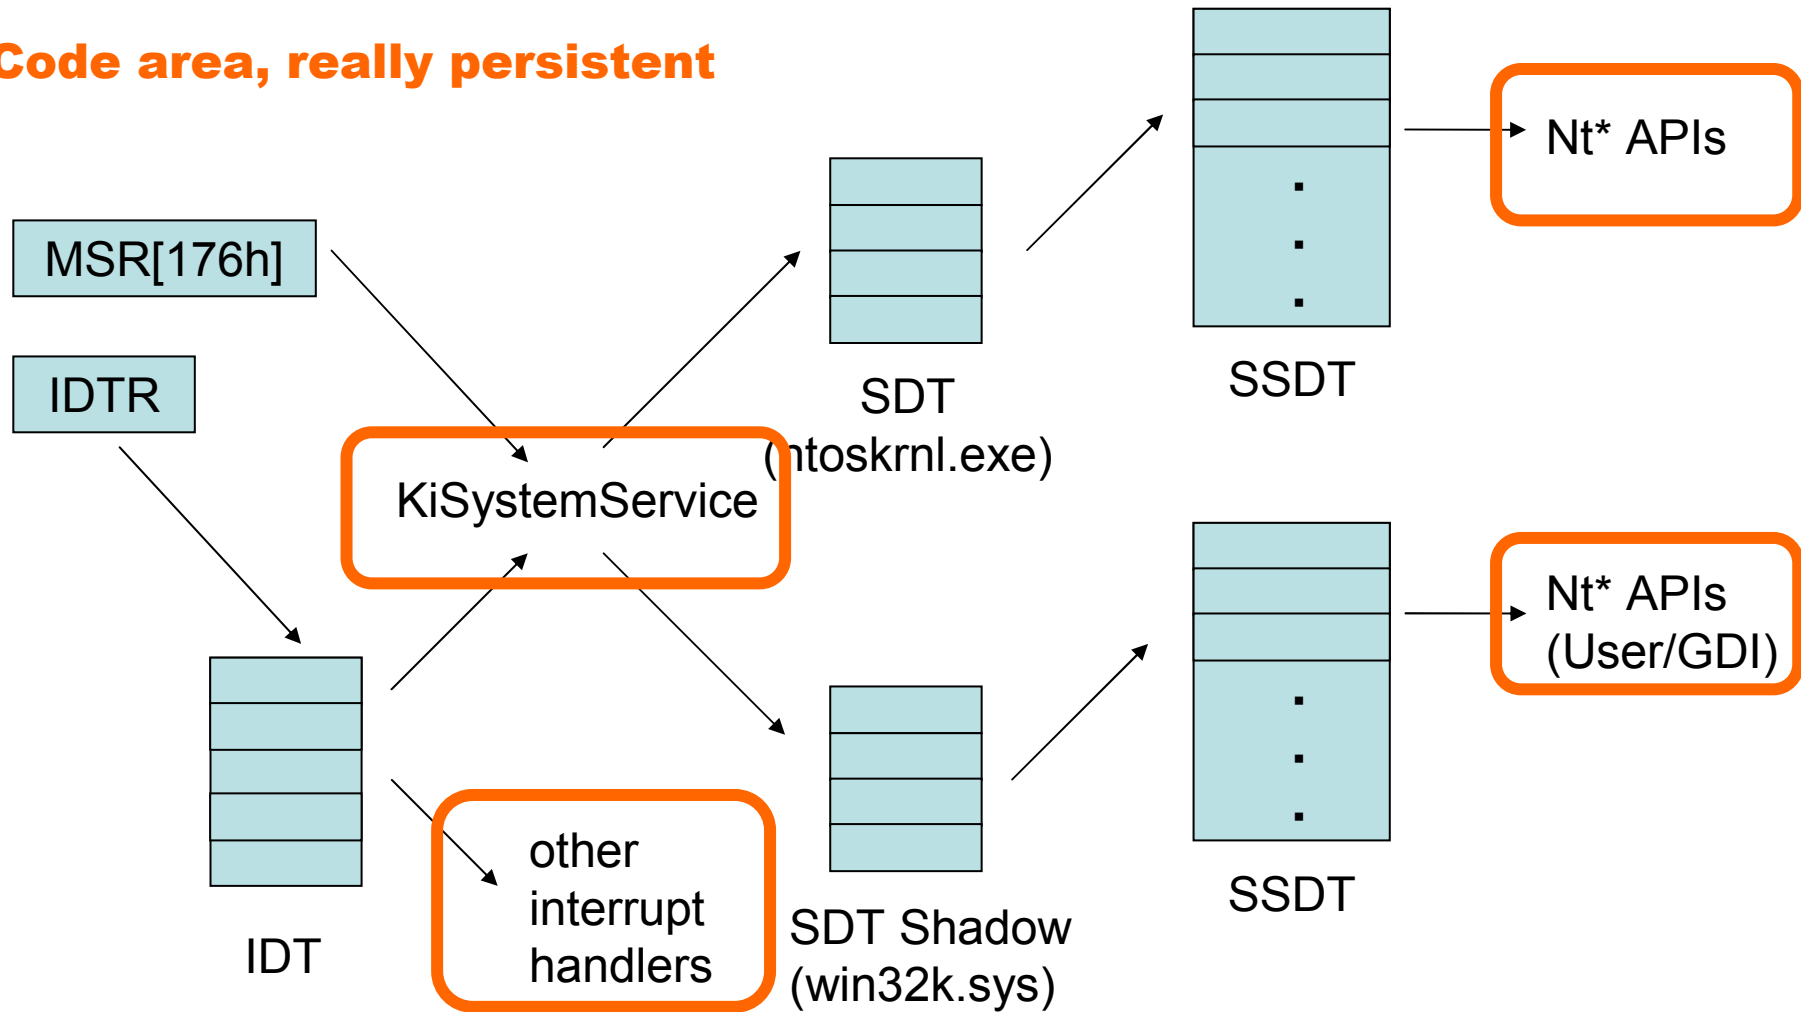 Code area, really persistent
MSR[176h]
IDTR
KiSystemService
IDT
other
interrupt
handlers
SDT
(ntoskrnl.exe)
SDT Shadow
(win32k.sys)
SSDT
Nt* APIs
SSDT
Nt* APIs
(User/GDI)